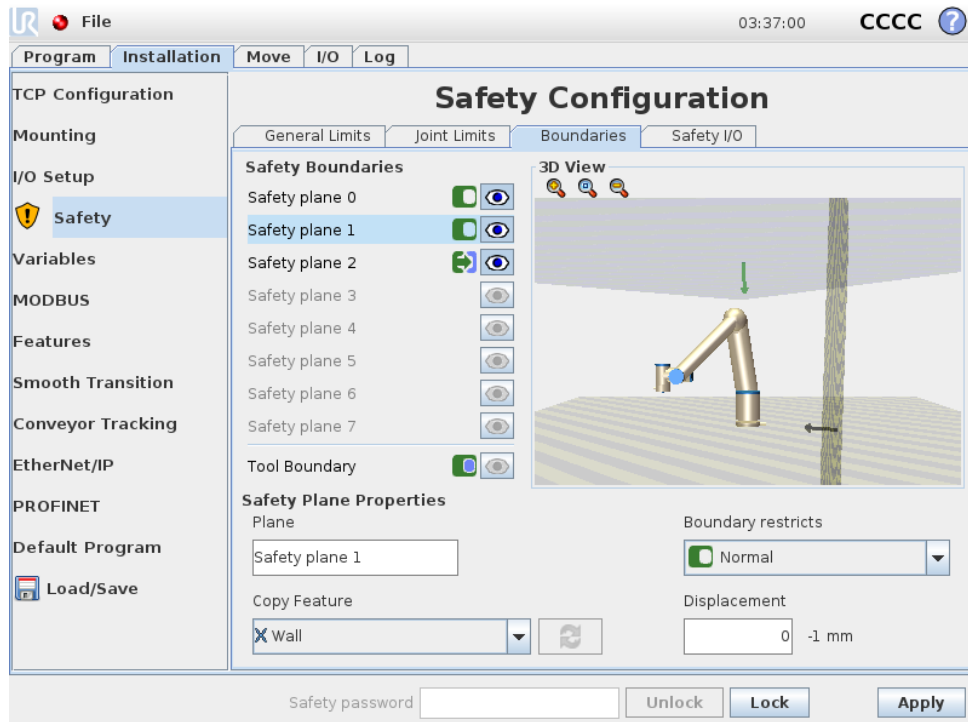 UR File 03:37:00 CCCC ?
Program Installation Move I/O Log
TCP Configuration
Mounting
I/O Setup
Safety
Variables
MODBUS
Features
Smooth Transition
Conveyor Tracking
EtherNet/IP
PROFINET
Default Program
Load/Save
Safety Configuration
General Limits Joint Limits Boundaries Safety I/O
Safety Boundaries
Safety plane 0
Safety plane 1
Safety plane 2
Safety plane 3
Safety plane 4
Safety plane 5
Safety plane 6
Safety plane 7
Tool Boundary
3D View
Safety Plane Properties
Plane
Safety plane 1
Boundary restricts
Normal
Copy Feature
Wall
Displacement
0 -1 mm
Safety password Unlock Lock Apply